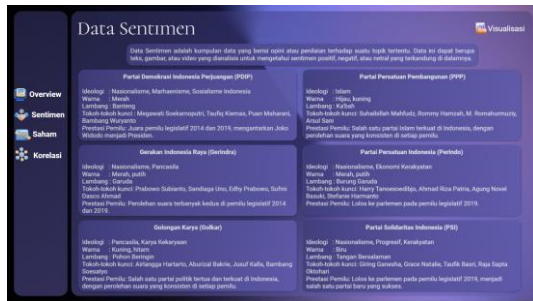 Data Sentimen
Visualisasi
Data Sentimen adalah kumpulan data yang berisi opini atau penilaian terhadap suatu topik tertentu. Data ini dapat berupa
teks, gambar, atau video yang dianalisis untuk mengetahui sentimen positif, negatif, atau netral yang terkandung di dalamnya.
Overview
Sentimen
Saham
Korelasi
Partai Demokrasi Indonesia Perjuangan (PDIP)
Ideologi : Nasionalisme, Marhaenisme, Sosialisme Indonesia
Warna : Merah
Lambang : Banteng
Tokoh-tokoh kunci: Megawati Soekarnoputri, Taufiq Kiemas, Puan Maharani,
Bambang Wuryanto
Prestasi Pemilu: Juara pemilu legislatif 2014 dan 2019, mengantarkan Joko
Widodo menjadi Presiden.
Partai Persatuan Pembangunan (PPP)
Ideologi : Islam
Warna : Hijau, kuning
Lambang : Ka'bah
Tokoh-tokoh kunci: Suhaidilah Mahfudz, Rommy Hamzah, M. Romahurmuziy,
Arsul Sani
Prestasi Pemilu: Salah satu partai Islam terkuat di Indonesia, dengan
perolehan suara yang konsisten di setiap pemilu.
Gerakan Indonesia Raya (Gerindra)
Ideologi : Nasionalisme, Pancasila
Warna : Merah, putih
Lambang : Garuda
Tokoh-tokoh kunci: Prabowo Subianto, Sandiaga Uno, Edhy Prabowo, Sufmi
Dasco Ahmad
Prestasi Pemilu: Perolehan suara terbanyak kedua di pemilu legislatif 2014
dan 2019.
Partai Persatuan Indonesia (Perindo)
Ideologi : Nasionalisme, Ekonomi Kerakyatan
Warna : Merah, putih
Lambang : Burung Garuda
Tokoh-tokoh kunci: Harry Tanoesoedibjo, Ahmad Riza Patria, Agung Novel
Basuki, Stefanie Harmanto
Prestasi Pemilu: Lolos ke parlemen pada pemilu legislatif 2019.
Golongan Karya (Golkar)
Ideologi : Pancasila, Karya Kekaryaan
Warna : Kuning, hitam
Lambang : Pohon Beringin
Tokoh-tokoh kunci: Airlangga Hartarto, Aburizal Bakrie, Jusuf Kalla, Bambang
Soesatyo
Prestasi Pemilu: Salah satu partai politik tertua dan terkuat di Indonesia,
dengan perolehan suara yang konsisten di setiap pemilu.
Partai Solidaritas Indonesia (PSI)
Ideologi : Nasionalisme, Progresif, Kerakyatan
Warna : Biru
Lambang : Tangan Bersalaman
Tokoh-tokoh kunci: Giring Ganesha, Grace Natalie, Taufik Basri, Raja Sapta
Oktohari
Prestasi Pemilu: Lolos ke parlemen pada pemilu legislatif 2019, menjadi
salah satu partai baru yang sukses.